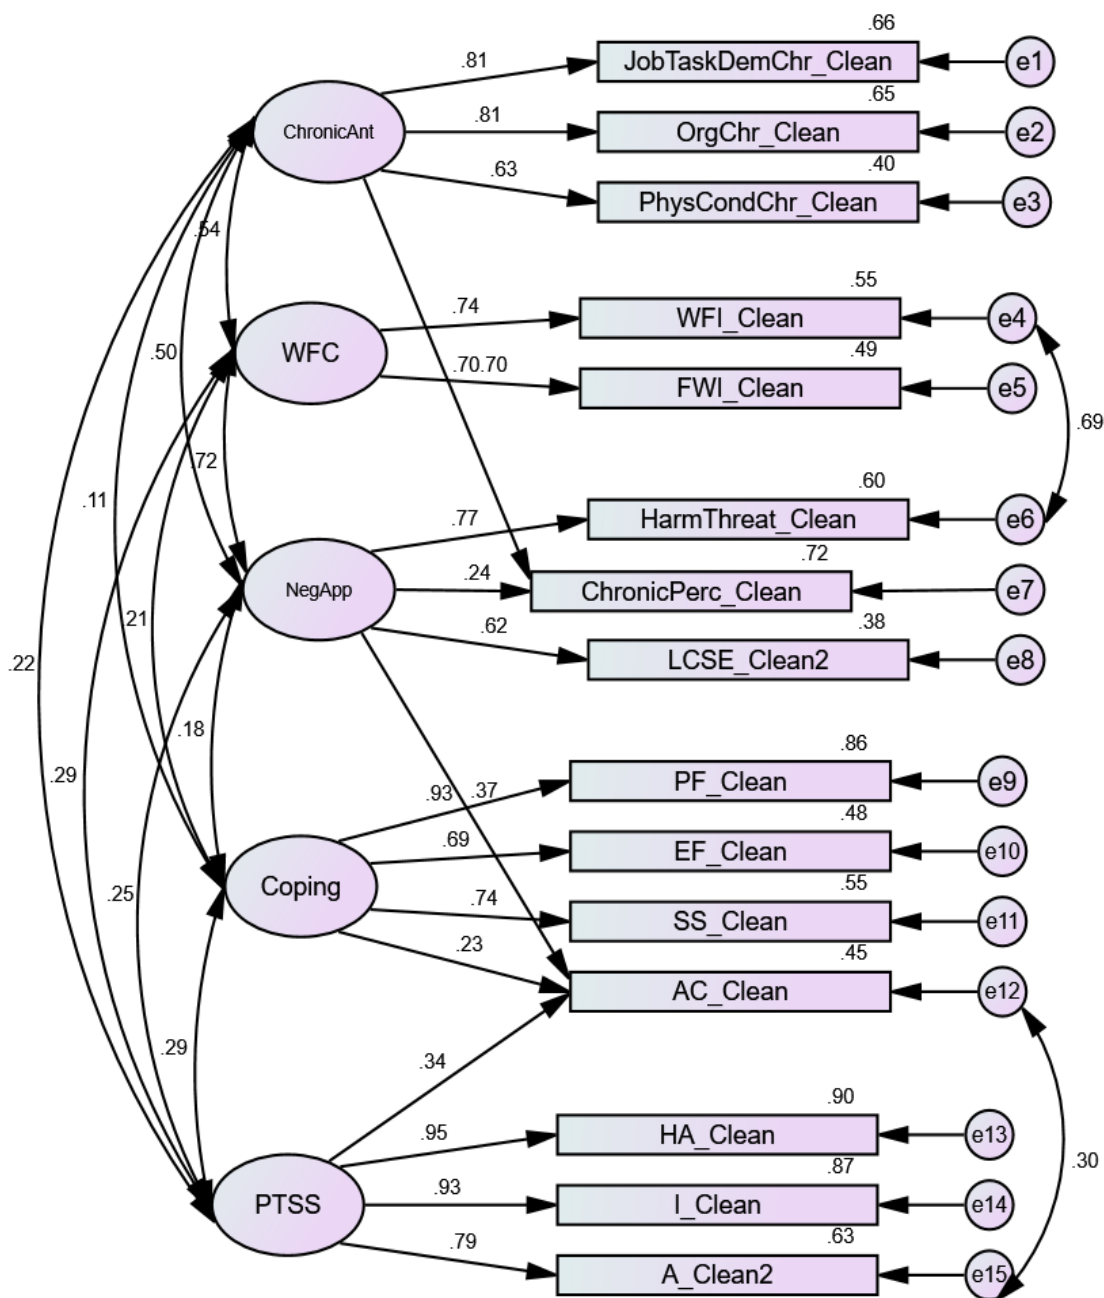 .66
.81
JobTaskDemChr_Clean
e1
ChronicAnt
.65
.81
OrgChr_Clean
e2
.40
.63
PhysCondChr_Clean
e3
.54
.55
.74
WFI_Clean
e4
WFC
.50
.49
.70.70
FWI_Clean
e5
.69
.72
.60
.77
HarmThreat_Clean
e6
.11
.72
NegApp
.24
ChronicPerc_Clean
e7
.38
.62
LCSE_Clean2
e8
.21
.22
.18
.86
.29
.93
.37
PF_Clean
e9
.48
.69
EF_Clean
e10
Coping
.55
.25
.74
SS_Clean
e11
.45
.23
AC_Clean
e12
.29
.34
.90
.95
HA_Clean
e13
.30
.87
PTSS
.93
I_Clean
e14
.63
.79
A_Clean2
e15